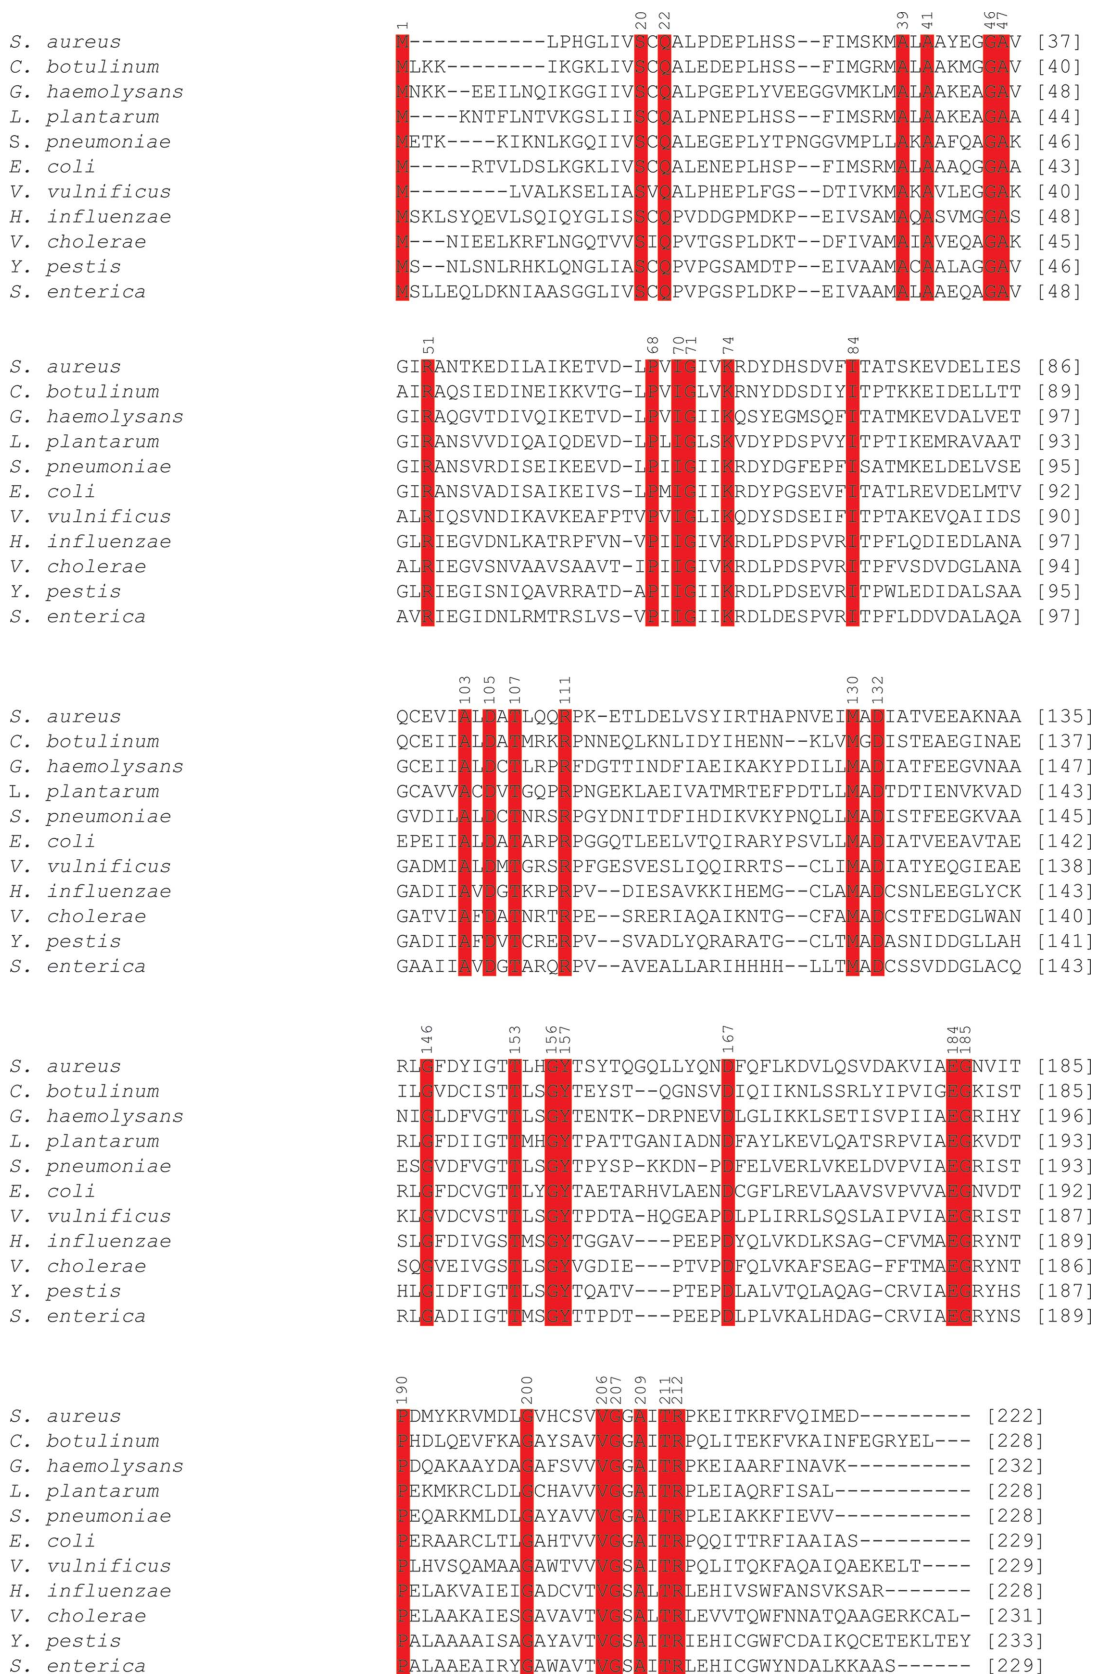 1 20 22 39 41 46 47
S. aureus M-----------LPHGLIVSCQALPDEPLHSS--FIMSKMALAAYEGGAV [37]
C. botulinum MLKK--------IKGKLIVSCQALEDEPLHSS--FIMGRMALAAKMGGAV [40]
G. haemolysans MNKK--EEILNQIKGGIIVSCQALPGEPLYVEEGGVMKLMALAAKEAGAV [48]
L. plantarum M----KNTFLNTVKGSLIISCQALPNEPLHSS--FIMSRMALAAKEAGAA [44]
S. pneumoniae METK----KIKNLKGQIIVSCQALEGEPLYTPNGGVMPLLAKAAFQAGAK [46]
E. coli M-----RTVLDSLKGKLIVSCQALENEPLHSP--FIMSRMALAAAQGGAA [43]
V. vulnificus M--------LVALKSELIASVQALPHEPLFGS--DTIVKMAKAVLEGGAK [40]
H. influenzae MSKLSYQEVLSQIQYGLISSCQPVDDGPMDKP--EIVSAMAQASVMGGAS [48]
V. cholerae M---NIEELKRFLNGQTVVSIQPVTGSPLDKT--DFIVAMAIAVEQAGAK [45]
Y. pestis MS--NLSNLRHKLQNGLIASCQPVPGSAMDTP--EIVAAMACAALAGGAV [46]
S. enterica MSLLEQLDKNIAASGGLIVSCQPVPGSPLDKP--EIVAAMALAAEQAGAV [48]
51 68 70 71 74 84
S. aureus GIRANTKEDILAIKETVD-LPVIGIVKRDYDHSDVFITATSKEVDELIES [86]
C. botulinum AIRAQSIEDINEIKKVTG-LPVIGLVKRNYDDSDIYITPTKKEIDELLTT [89]
G. haemolysans GIRAQGVTDIVQIKETVD-LPVIGIIKQSYEGMSQFITATMKEVDALVET [97]
L. plantarum GIRANSVVDIQAIQDEVD-LPLIGLSKVDYPDSPVYITPTIKEMRAVAAT [93]
S. pneumoniae GIRANSVRDISEIKEEVD-LPIIGIIKRDYDGFEPFISATMKELDELVSE [95]
E. coli GIRANSVADISAIKEIVS-LPMIGIIKRDYPGSEVFITATLREVDELMTV [92]
V. vulnificus ALRIQSVNDIKAVKEAFPTVPVIGLIKQDYSDSEIFITPTAKEVQAIIDS [90]
H. influenzae GLRIEGVDNLKATRPFVN-VPIIGIVKRDLPDSPVRITPFLQDIEDLANA [97]
V. cholerae ALRIEGVSNVAAVSAAVT-IPIIGIVKRDLPDSPVRITPFVSDVDGLANA [94]
Y. pestis GLRIEGISNIQAVRRATD-APIIGIIKRDLPDSEVRITPWLEDIDALSAA [95]
S. enterica AVRIEGIDNLRMTRSLVS-VPIIGIIKRDLDESPVRITPFLDDVDALAQA [97]
103 105 107 111 130 132
S. aureus QCEVIALDATLQQRPK-ETLDELVSYIRTHAPNVEIMADIATVEEAKNAA [135]
C. botulinum QCEIIALDATMRKRPNNEQLKNLIDYIHENN--KLVMGDISTEAEGINAE [137]
G. haemolysans GCEIIALDCTLRPRFDGTTINDFIAEIKAKYPDILLMADIATFEEGVNAA [147]
L. plantarum GCAVVACDVTGQPRPNGEKLAEIVATMRTEFPDTLLMADTDTIENVKVAD [143]
S. pneumoniae GVDILALDCTNRSRPGYDNITDFIHDIKVKYPNQLLMADISTFEEGKVAA [145]
E. coli EPEIIALDATARPRPGGQTLEELVTQIRARYPSVLLMADIATVEEAVTAE [142]
V. vulnificus GADMIALDMTGRSRPFGESVESLIQQIRRTS--CLIMADIATYEQGIEAE [138]
H. influenzae GADIIAVDGTKRPRPV--DIESAVKKIHEMG--CLAMADCSNLEEGLYCK [143]
V. cholerae GATVIAFDATNRTRPE--SRERIAQAIKNTG--CFAMADCSTFEDGLWAN [140]
Y. pestis GADIIAFDVTCRERPV--SVADLYQRARATG--CLTMADASNIDDGLLAH [141]
S. enterica GAAIIAVDGTARQRPV--AVEALLARIHHHH--LLTMADCSSVDDGLACQ [143]
146 153 156 157 167 184 185
S. aureus RLGFDYIGTTLHGYTSYTQGQLLYQNDFQFLKDVLQSVDAKVIAEGNVIT [185]
C. botulinum ILGVDCISTTLSGYTEYST--QGNSVDIQIIKNLSSRLYIPVIGEGKIST [185]
G. haemolysans NIGLDFVGTTLSGYTENTK-DRPNEVDLGLIKKLSETISVPIIAEGRIHY [196]
L. plantarum RLGFDIIGTTMHGYTPATTGANIADNDFAYLKEVLQATSRPVIAEGKVDT [193]
S. pneumoniae ESGVDFVGTTLSGYTPYSP-KKDN-PDFELVERLVKELDVPVIAEGRIST [193]
E. coli RLGFDCVGTTLYGYTAETARHVLAENDCGFLREVLAAVSVPVVAEGNVDT [192]
V. vulnificus KLGVDCVSTTLSGYTPDTA-HQGEAPDLPLIRRLSQSLAIPVIAEGRIST [187]
H. influenzae SLGFDIVGSTMSGYTGGAV---PEEPDYQLVKDLKSAG-CFVMAEGRYNT [189]
V. cholerae SQGVEIVGSTLSGYVGDIE---PTVPDFQLVKAFSEAG-FFTMAEGRYNT [186]
Y. pestis HLGIDFIGTTLSGYTQATV---PTEPDLALVTQLAQAG-CRVIAEGRYHS [187]
S. enterica RLGADIIGTTMSGYTTPDT---PEEPDLPLVKALHDAG-CRVIAEGRYNS [189]
190 200 206 207 209 211 212
S. aureus PDMYKRVMDLGVHCSVVGGAITRPKEITKRFVQIMED--------- [222]
C. botulinum PHDLQEVFKAGAYSAVVGGAITRPQLITEKFVKAINFEGRYEL--- [228]
G. haemolysans PDQAKAAYDAGAFSVVVGGAITRPKEIAARFINAVK---------- [232]
L. plantarum PEKMKRCLDLGCHAVVVGGAITRPLEIAQRFISAL----------- [228]
S. pneumoniae PEQARKMLDLGAYAVVVGGAITRPLEIAKKFIEVV----------- [228]
E. coli PERAARCLTLGAHTVVVGGAITRPQQITTRFIAAIAS--------- [229]
V. vulnificus PLHVSQAMAAGAWTVVVGSAITRPQLITQKFAQAIQAEKELT---- [229]
H. influenzae PELAKVAIEIGADCVTVGSALTRLEHIVSWFANSVKSAR------- [228]
V. cholerae PELAAKAIESGAVAVTVGSALTRLEVVTQWFNNATQAAGERKCAL- [231]
Y. pestis PALAAAAISAGAYAVTVGSAITRIEHICGWFCDAIKQCETEKLTEY [233]
S. enterica PALAAEAIRYGAWAVTVGSAITRLEHICGWYNDALKKAAS------ [229]